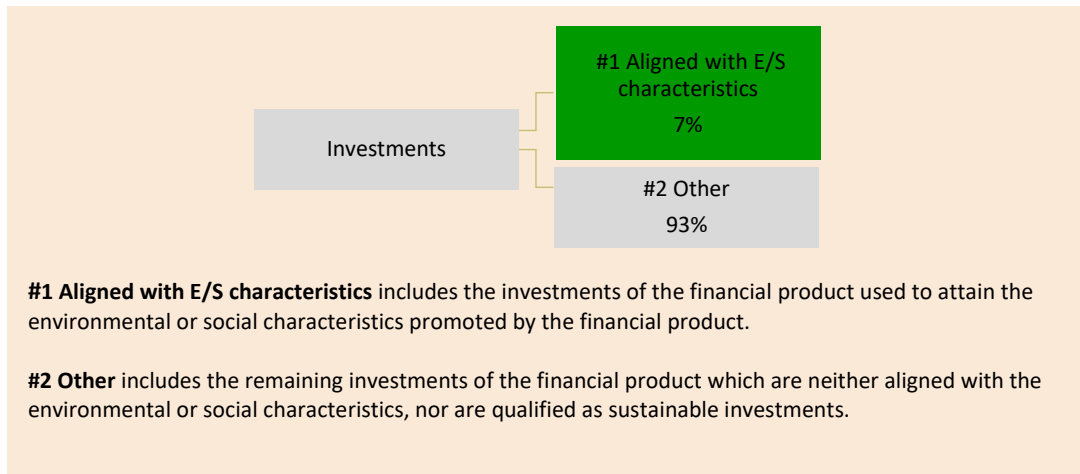 #1 Aligned with E/S
characteristics
7%
Investments
#2 Other
93%
#1 Aligned with E/S characteristics includes the investments of the financial product used to attain the
environmental or social characteristics promoted by the financial product.
#2 Other includes the remaining investments of the financial product which are neither aligned with the
environmental or social characteristics, nor are qualified as sustainable investments.